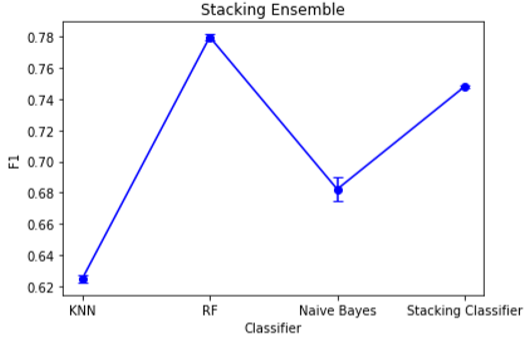 Stacking Ensemble
F1
0.78
0.76
0.74
0.72
0.70
0.68
0.66
0.64
0.62
KNN RF Naive Bayes Stacking Classifier
Classifier